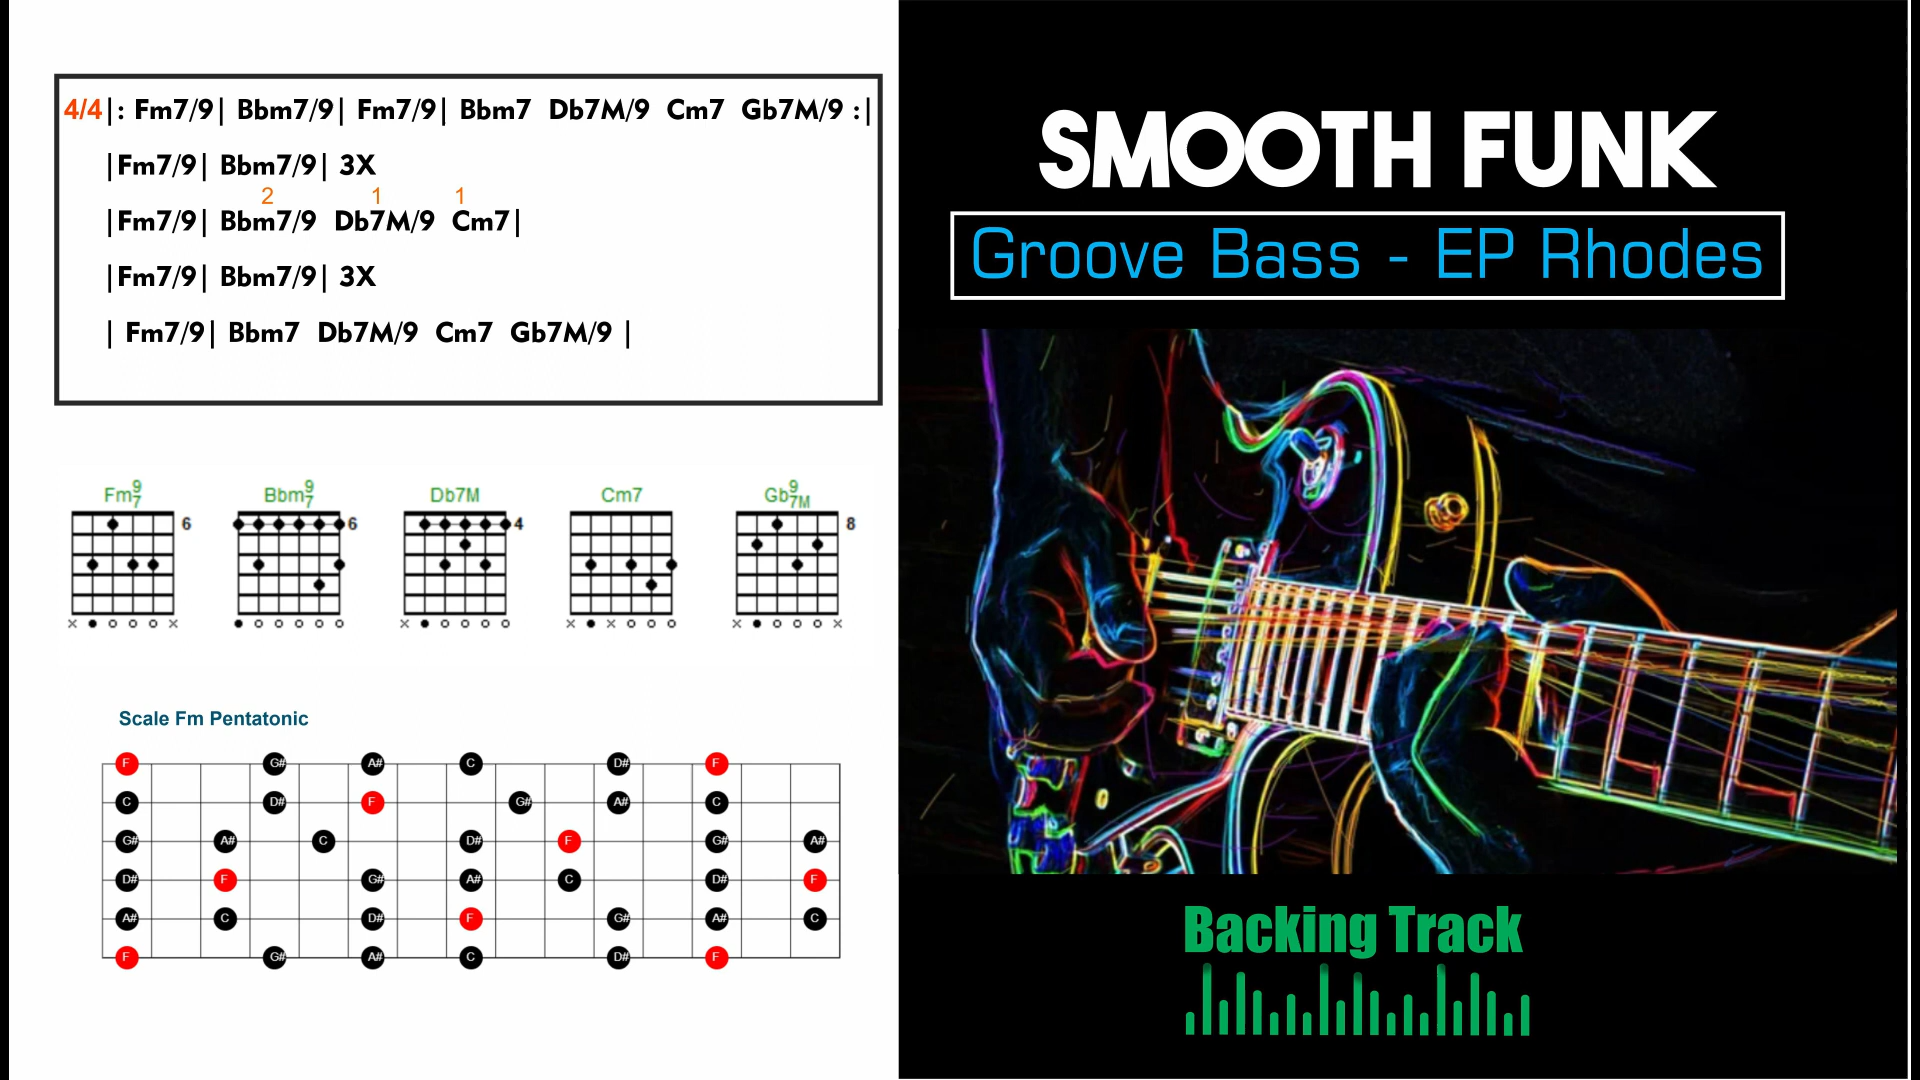 4/4|: Fm7/9| Bbm7/9| Fm7/9| Bbm7 Db7M/9 Cm7 Gb7M/9 :|
|Fm7/9| Bbm7/9| 3X
2 1 1
|Fm7/9| Bbm7/9 Db7M/9 Cm7|
|Fm7/9| Bbm7/9| 3X
| Fm7/9| Bbm7 Db7M/9 Cm7 Gb7M/9 |
Fm9/7 Bbm9/7 Db7M Cm7 Gb9/7M
6 6 4 8
x x x x x x x
Scale Fm Pentatonic
F G# A# C D# F
C D# F G# A# C
G# A# C D# F G# A#
D# F G# A# C D# F
A# C D# F G# A# C
F G# A# C D# F
SMOOTH FUNK
Groove Bass - EP Rhodes
Backing Track